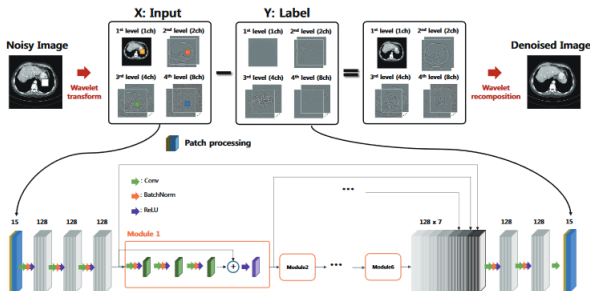 X: Input
Y: Label
Noisy Image
Denoised Image
1st level (1ch)
2nd level (2ch)
3rd level (4ch)
4th level (8ch)
1st level (1ch)
2nd level (2ch)
3rd level (4ch)
4th level (8ch)
1st level (1ch)
2nd level (2ch)
3rd level (4ch)
4th level (8ch)
Wavelet
transform
Wavelet
recomposition
Patch processing
: Conv
: BatchNorm
: ReLU
Module 1
15
128
128
128
Module2
...
...
Module6
128 x 7
128
128
15